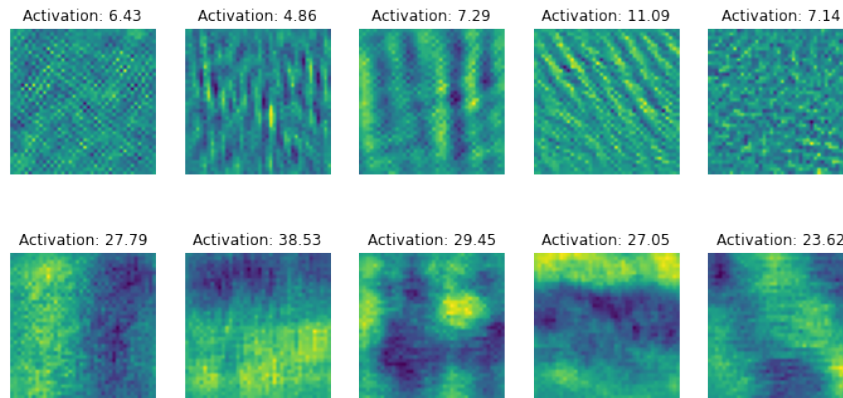 Activation: 6.43
Activation: 4.86
Activation: 7.29
Activation: 11.09
Activation: 7.14
Activation: 27.79
Activation: 38.53
Activation: 29.45
Activation: 27.05
Activation: 23.62